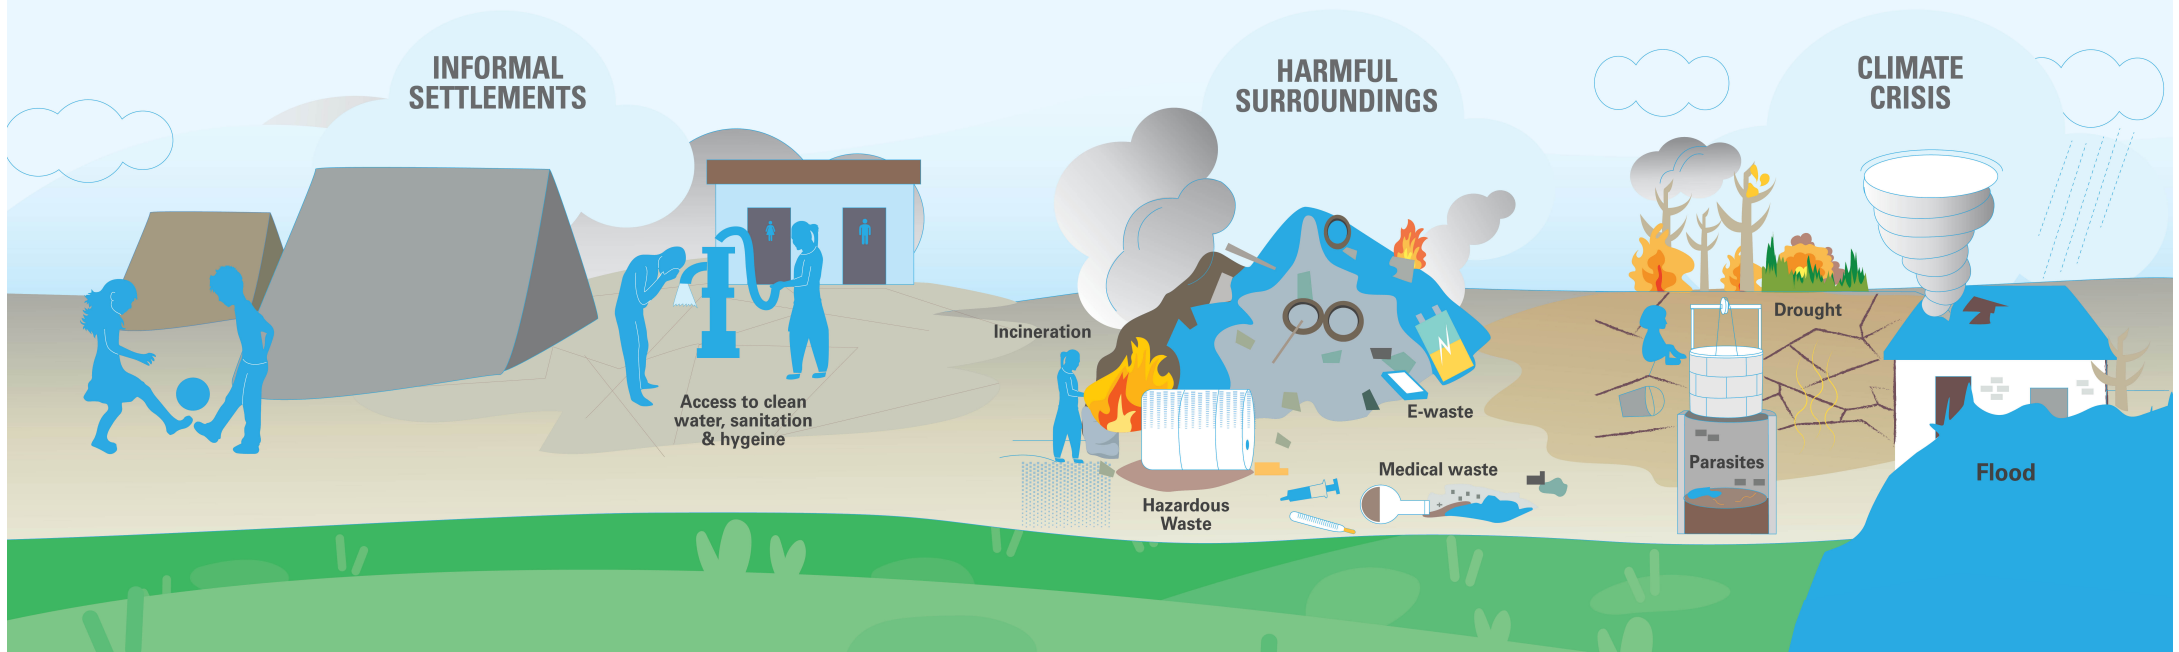 INFORMAL
SETTLEMENTS
Access to clean
water, sanitation
& hygeine
HARMFUL
SURROUNDINGS
Incineration
E-waste
Medical waste
Hazardous
Waste
CLIMATE
CRISIS
Drought
Parasites
Flood